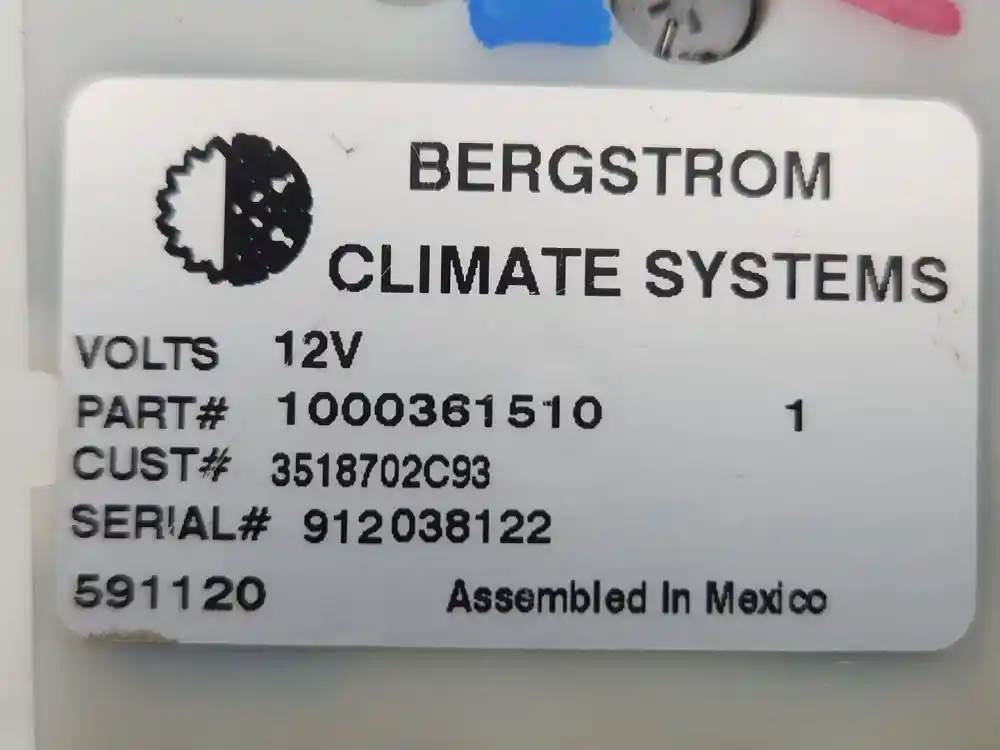 BERGSTROM
CLIMATE SYSTEMS
VOLTS 12V
PART# 1000361510 1
CUST# 3518702C93
SERIAL# 912038122
591120 Assembled In Mexico